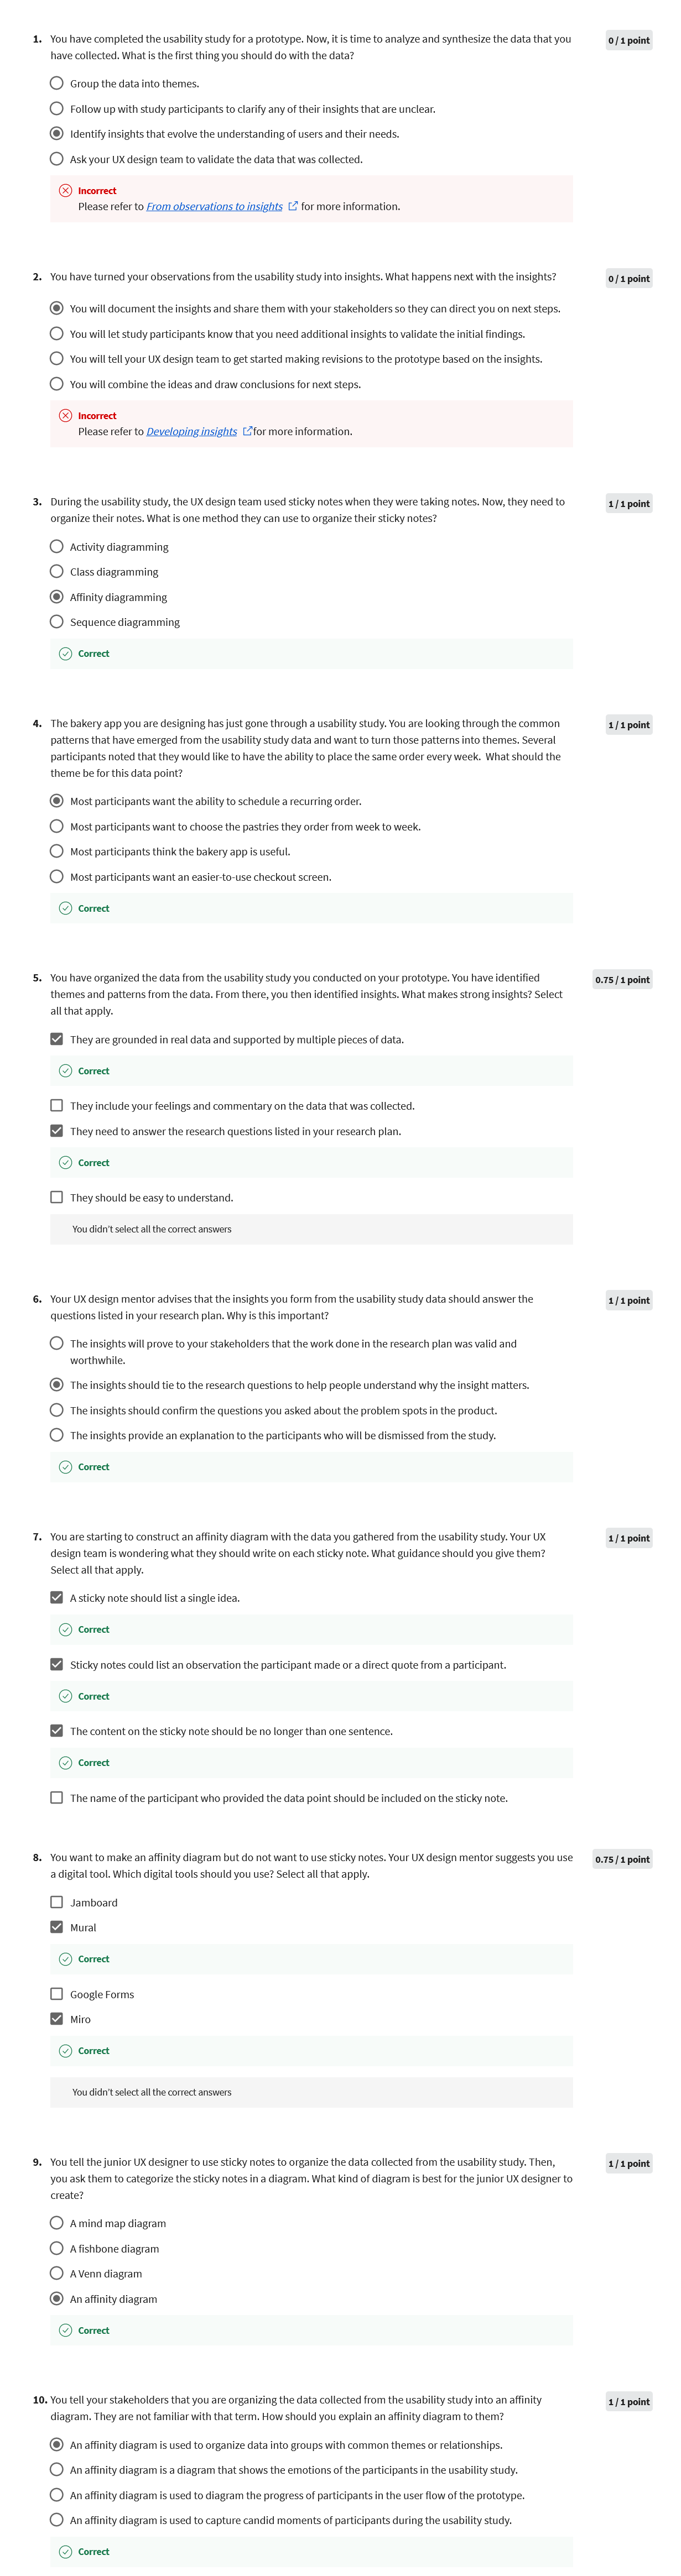 1. You have completed the usability study for a prototype. Now, it is time to analyze and synthesize the data that you
have collected. What is the first thing you should do with the data?
0 / 1 point
Group the data into themes.
Follow up with study participants to clarify any of their insights that are unclear.
Identify insights that evolve the understanding of users and their needs.
Ask your UX design team to validate the data that was collected.
Incorrect
Please refer to From observations to insights for more information.
2. You have turned your observations from the usability study into insights. What happens next with the insights?
0 / 1 point
You will document the insights and share them with your stakeholders so they can direct you on next steps.
You will let study participants know that you need additional insights to validate the initial findings.
You will tell your UX design team to get started making revisions to the prototype based on the insights.
You will combine the ideas and draw conclusions for next steps.
Incorrect
Please refer to Developing insights for more information.
3. During the usability study, the UX design team used sticky notes when they were taking notes. Now, they need to
organize their notes. What is one method they can use to organize their sticky notes?
1 / 1 point
Activity diagramming
Class diagramming
Affinity diagramming
Sequence diagramming
Correct
4. The bakery app you are designing has just gone through a usability study. You are looking through the common
patterns that have emerged from the usability study data and want to turn those patterns into themes. Several
participants noted that they would like to have the ability to place the same order every week. What should the
theme be for this data point?
1 / 1 point
Most participants want the ability to schedule a recurring order.
Most participants want to choose the pastries they order from week to week.
Most participants think the bakery app is useful.
Most participants want an easier-to-use checkout screen.
Correct
5. You have organized the data from the usability study you conducted on your prototype. You have identified
themes and patterns from the data. From there, you then identified insights. What makes strong insights? Select
all that apply.
0.75 / 1 point
They are grounded in real data and supported by multiple pieces of data.
Correct
They include your feelings and commentary on the data that was collected.
They need to answer the research questions listed in your research plan.
Correct
They should be easy to understand.
You didn't select all the correct answers
6. Your UX design mentor advises that the insights you form from the usability study data should answer the
questions listed in your research plan. Why is this important?
1 / 1 point
The insights will prove to your stakeholders that the work done in the research plan was valid and
worthwhile.
The insights should tie to the research questions to help people understand why the insight matters.
The insights should confirm the questions you asked about the problem spots in the product.
The insights provide an explanation to the participants who will be dismissed from the study.
Correct
7. You are starting to construct an affinity diagram with the data you gathered from the usability study. Your UX
design team is wondering what they should write on each sticky note. What guidance should you give them?
Select all that apply.
1 / 1 point
A sticky note should list a single idea.
Correct
Sticky notes could list an observation the participant made or a direct quote from a participant.
Correct
The content on the sticky note should be no longer than one sentence.
Correct
The name of the participant who provided the data point should be included on the sticky note.
8. You want to make an affinity diagram but do not want to use sticky notes. Your UX design mentor suggests you use
a digital tool. Which digital tools should you use? Select all that apply.
0.75 / 1 point
Jamboard
Mural
Correct
Google Forms
Miro
Correct
You didn't select all the correct answers
9. You tell the junior UX designer to use sticky notes to organize the data collected from the usability study. Then,
you ask them to categorize the sticky notes in a diagram. What kind of diagram is best for the junior UX designer to
create?
1 / 1 point
A mind map diagram
A fishbone diagram
A Venn diagram
An affinity diagram
Correct
10. You tell your stakeholders that you are organizing the data collected from the usability study into an affinity
diagram. They are not familiar with that term. How should you explain an affinity diagram to them?
1 / 1 point
An affinity diagram is used to organize data into groups with common themes or relationships.
An affinity diagram is a diagram that shows the emotions of the participants in the usability study.
An affinity diagram is used to diagram the progress of participants in the user flow of the prototype.
An affinity diagram is used to capture candid moments of participants during the usability study.
Correct